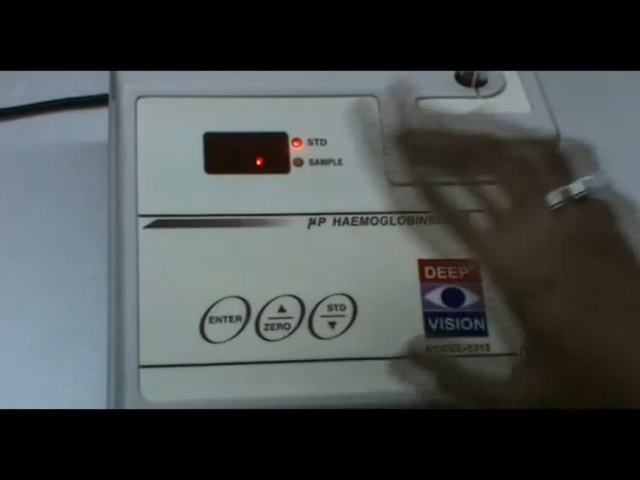 STD
SAMPLE
µP HAEMOGLOBIN
ENTER
ZERO
STD
DEEP
VISION